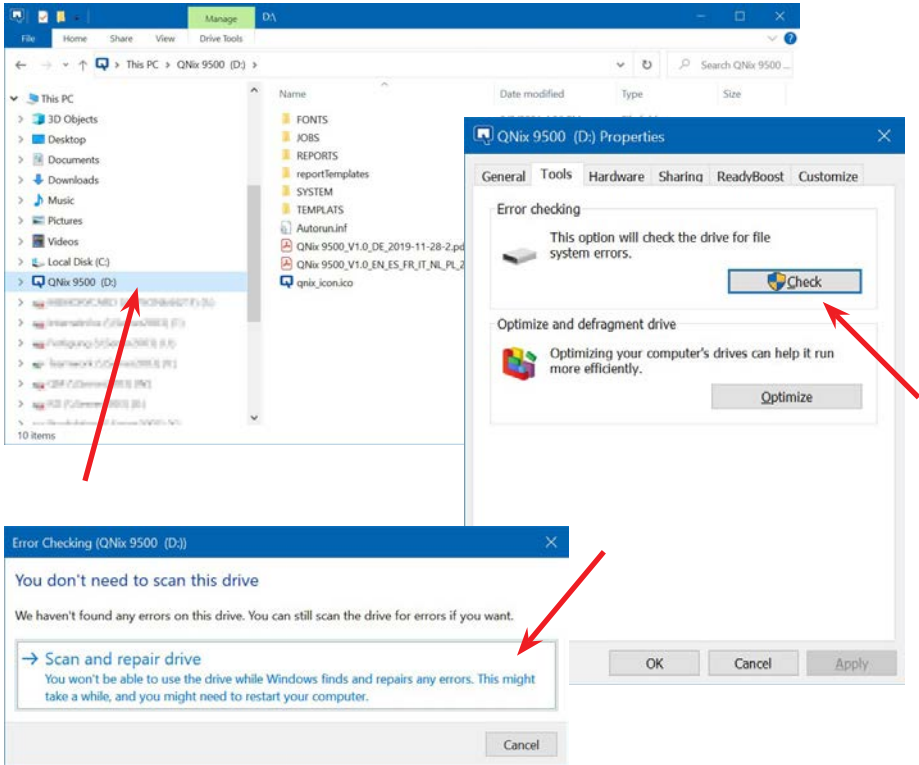 Manage
D:\
File
Home
Share
View
Drive Tools
This PC
QNix 9500 (D:)
Search QNix 9500 ...
Name
Date modified
Type
Size
This PC
3D Objects
Desktop
Documents
Downloads
Music
Pictures
Videos
Local Disk (C:)
QNix 9500 (D:)
10 items
FONTS
JOBS
REPORTS
reportTemplates
SYSTEM
TEMPLATS
Autorun.inf
QNix 9500_V1.0_DE_2019-11-28-2.pd
QNix 9500_V1.0_EN_ES_FR_IT_NL_PL_2
qnix_icon.ico
QNix 9500 (D:) Properties
General
Tools
Hardware
Sharing
ReadyBoost
Customize
Error checking
This option will check the drive for file
system errors.
Check
Optimize and defragment drive
Optimizing your computer's drives can help it run
more efficiently.
Optimize
OK
Cancel
Apply
Error Checking (QNix 9500 (D:))
You don't need to scan this drive
We haven't found any errors on this drive. You can still scan the drive for errors if you want.
Scan and repair drive
You won't be able to use the drive while Windows finds and repairs any errors. This might
take a while, and you might need to restart your computer.
Cancel